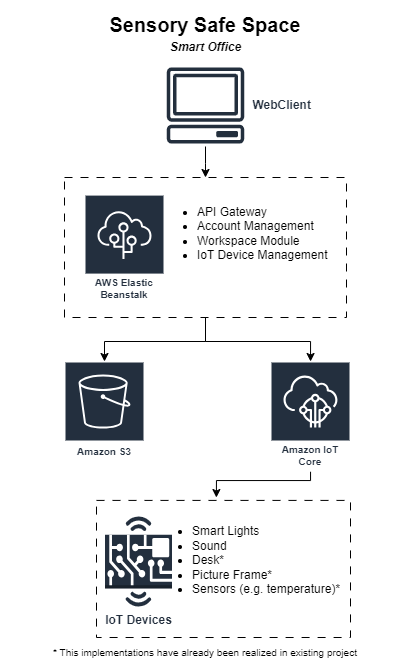 Sensory Safe Space
Smart Office
WebClient
AWS Elastic
Beanstalk
API Gateway
Account Management
Workspace Module
IoT Device Management
Amazon S3
Amazon IoT
Core
IoT Devices
Smart Lights
Sound
Desk*
Picture Frame*
Sensors (e.g. temperature)*
* This implementations have already been realized in existing project